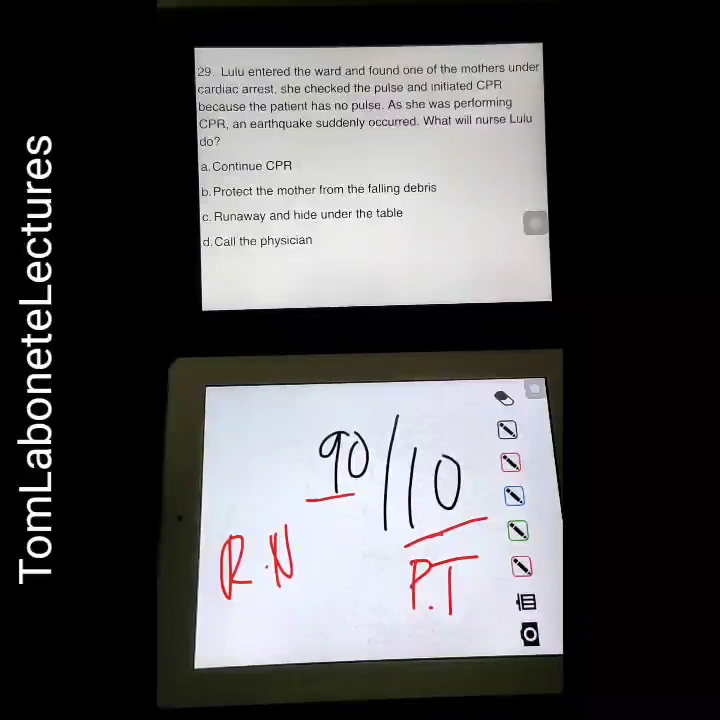 TomLaboneteLectures
29. Lulu entered the ward and found one of the mothers under
cardiac arrest, she checked the pulse and initiated CPR
because the patient has no pulse. As she was performing
CPR, an earthquake suddenly occurred. What will nurse Lulu
do?
a. Continue CPR
b. Protect the mother from the falling debris
c. Runaway and hide under the table
d. Call the physician
90/10
R.N
P.T